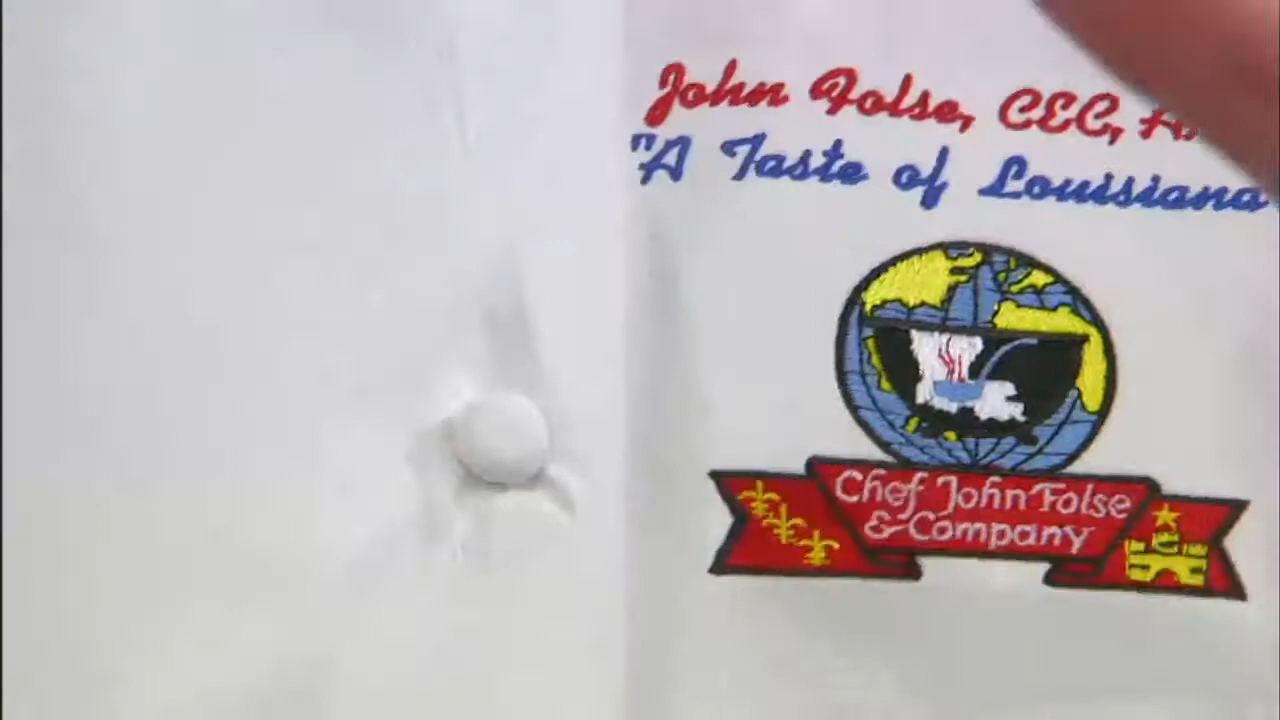 John Folse, CEC,
"A Taste of Louisiana
Chef John Folse
& Company